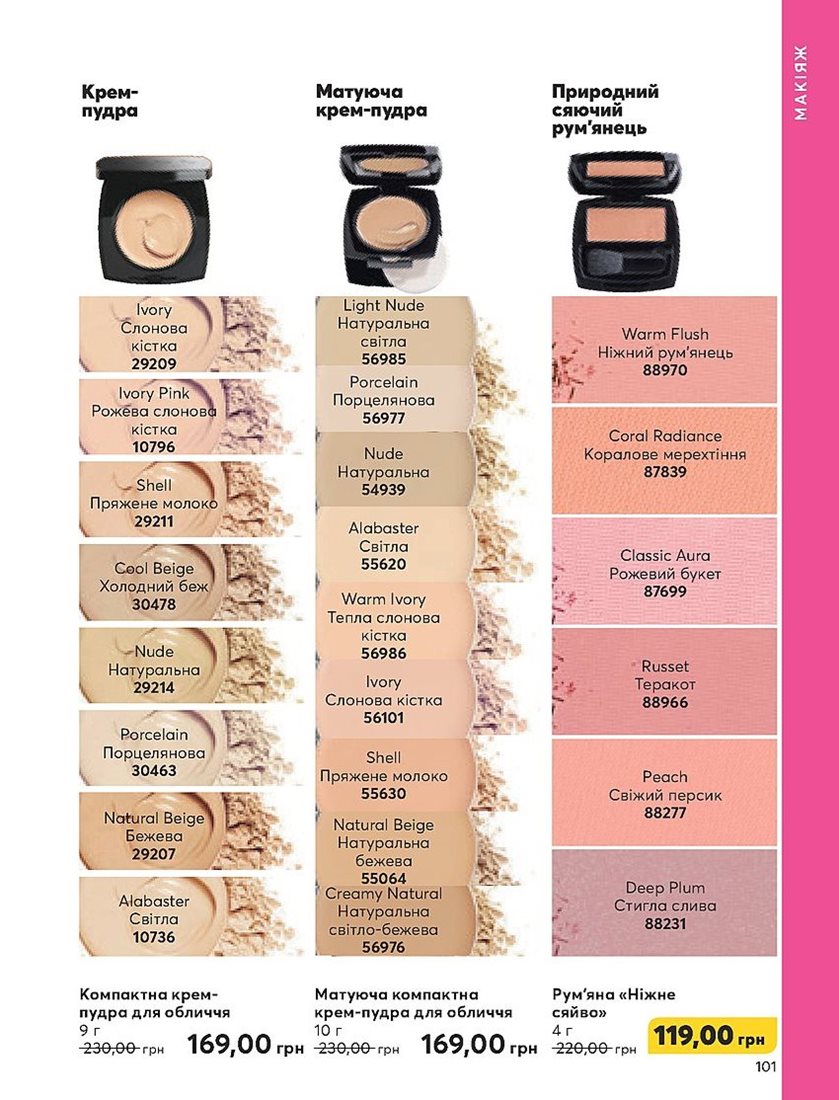 МАКІЯЖ
Крем-
пудра
Ivory
Слонова
кістка
29209
Ivory Pink
Рожева слонова
кістка
10796
Shell
Пряжене молоко
29211
Cool Beige
Холодний беж
30478
Nude
Натуральна
29214
Porcelain
Порцелянова
30463
Natural Beige
Бежева
29207
Alabaster
Світла
10736
Компактна крем-
пудра для обличчя
9 г
230,00 грн 169,00 грн
Матуюча
крем-пудра
Light Nude
Натуральна
світла
56985
Porcelain
Порцелянова
56977
Nude
Натуральна
54939
Alabaster
Світла
55620
Warm Ivory
Тепла слонова
кістка
56986
Ivory
Слонова кістка
56101
Shell
Пряжене молоко
55630
Natural Beige
Натуральна
бежева
55064
Creamy Natural
Натуральна
світло-бежева
56976
Матуюча компактна
крем-пудра для обличчя
10 г
230,00 грн 169,00 грн
Природний
сяючий
рум'янець
Warm Flush
Ніжний рум'янець
88970
Coral Radiance
Коралове мерехтіння
87839
Classic Aura
Рожевий букет
87699
Russet
Теракот
88966
Peach
Свіжий персик
88277
Deep Plum
Стигла слива
88231
Рум'яна «Ніжне
сяйво»
4 г
220,00 грн 119,00 грн
101